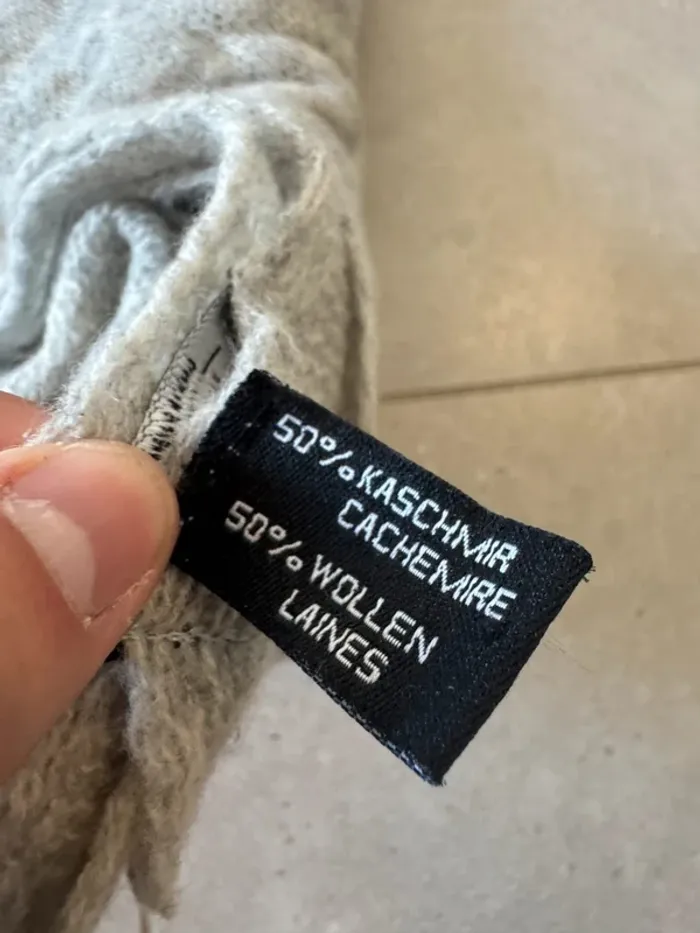 50% KASCHMIR
CACHEMIRE
50% WOLLEN
LAINES